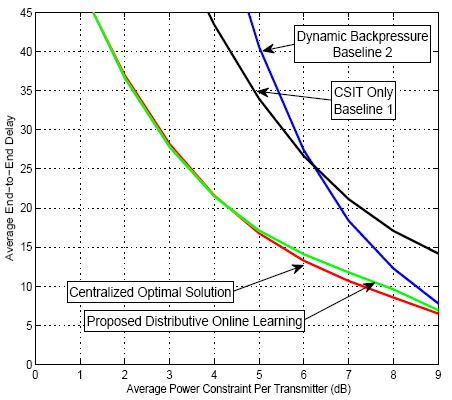 45
40
35
30
25
20
15
10
5
0
Average End-to-End Delay
Dynamic Backpressure
Baseline 2
CSIT Only
Baseline 1
Centralized Optimal Solution
Proposed Distributive Online Learning
0 1 2 3 4 5 6 7 8 9
Average Power Constraint Per Transmitter (dB)